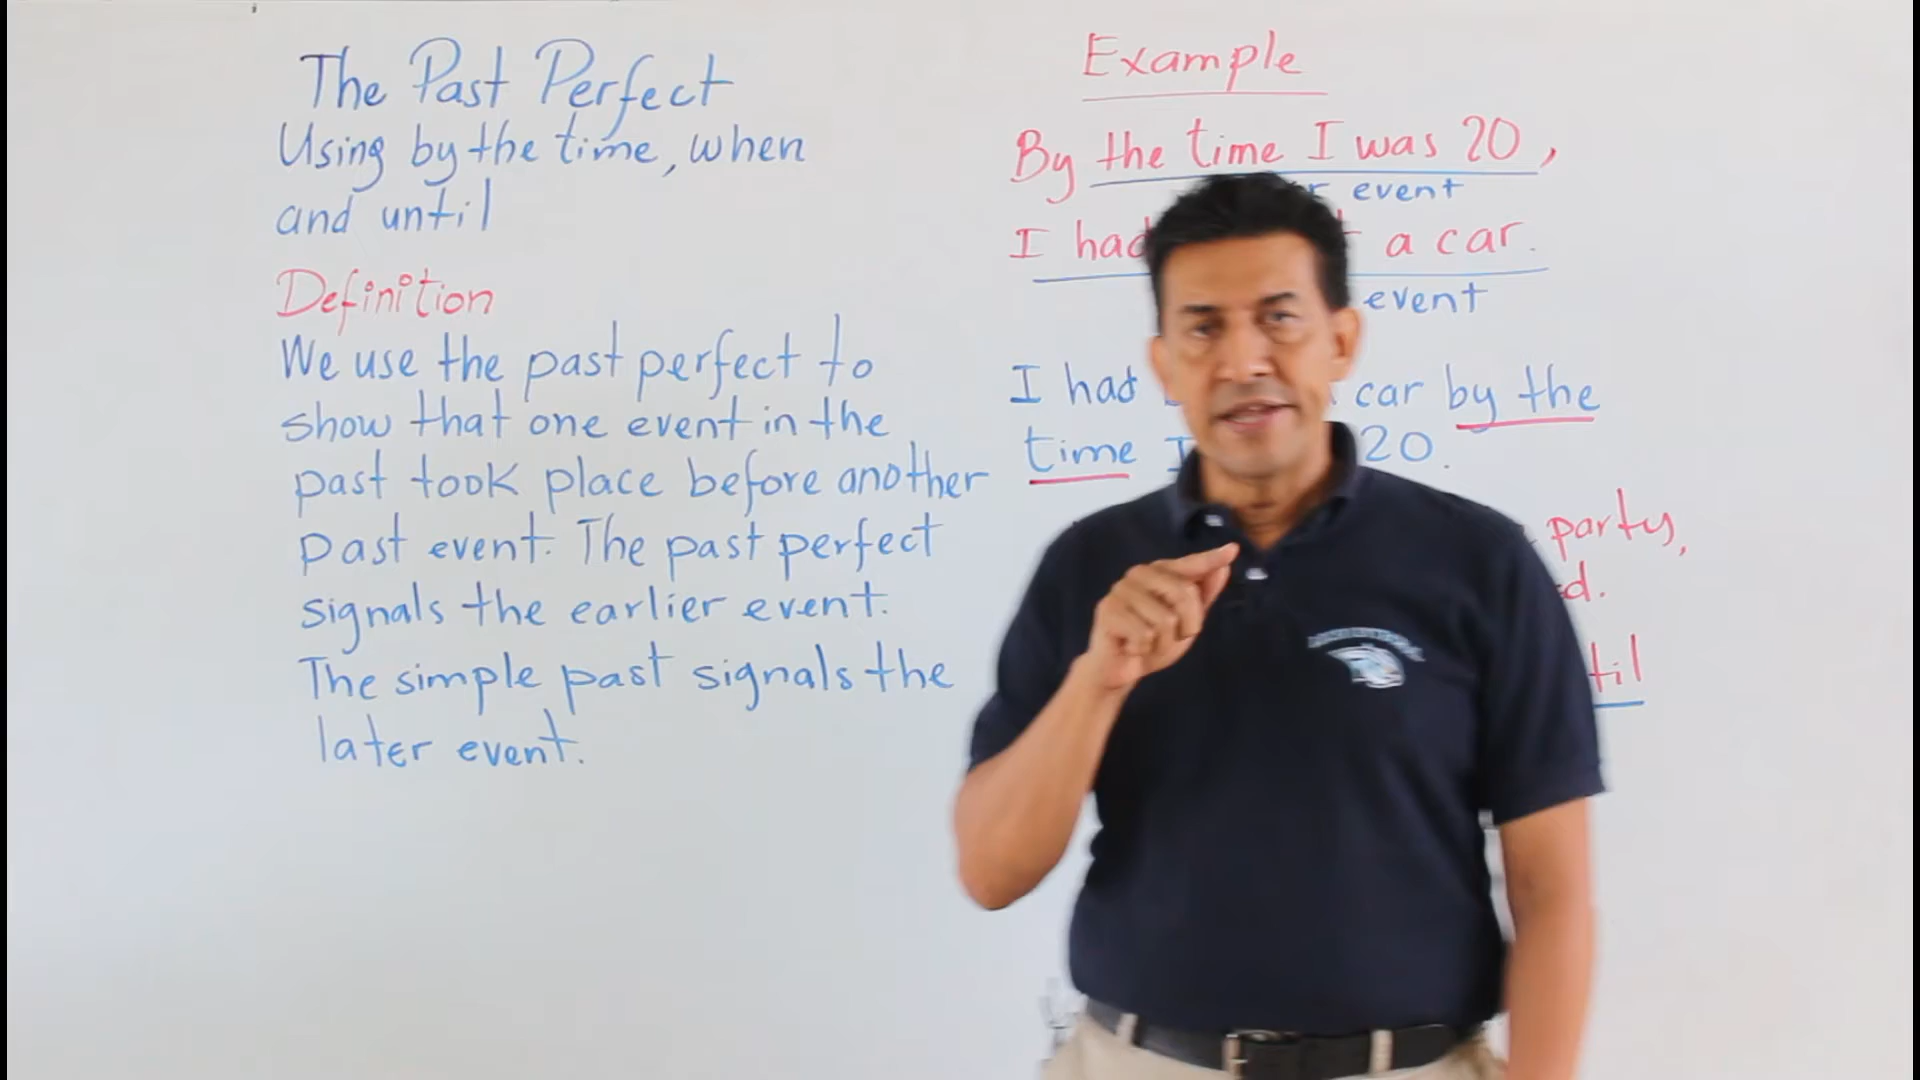 The Past Perfect
Using by the time, when
and until
Definition
We use the past perfect to
show that one event in the
past took place before another
past event. The past perfect
signals the earlier event.
The simple past signals the
later event.
Example
By the time I was 20,
event
I had a car.
event
I had car by the
time I 20.
party,